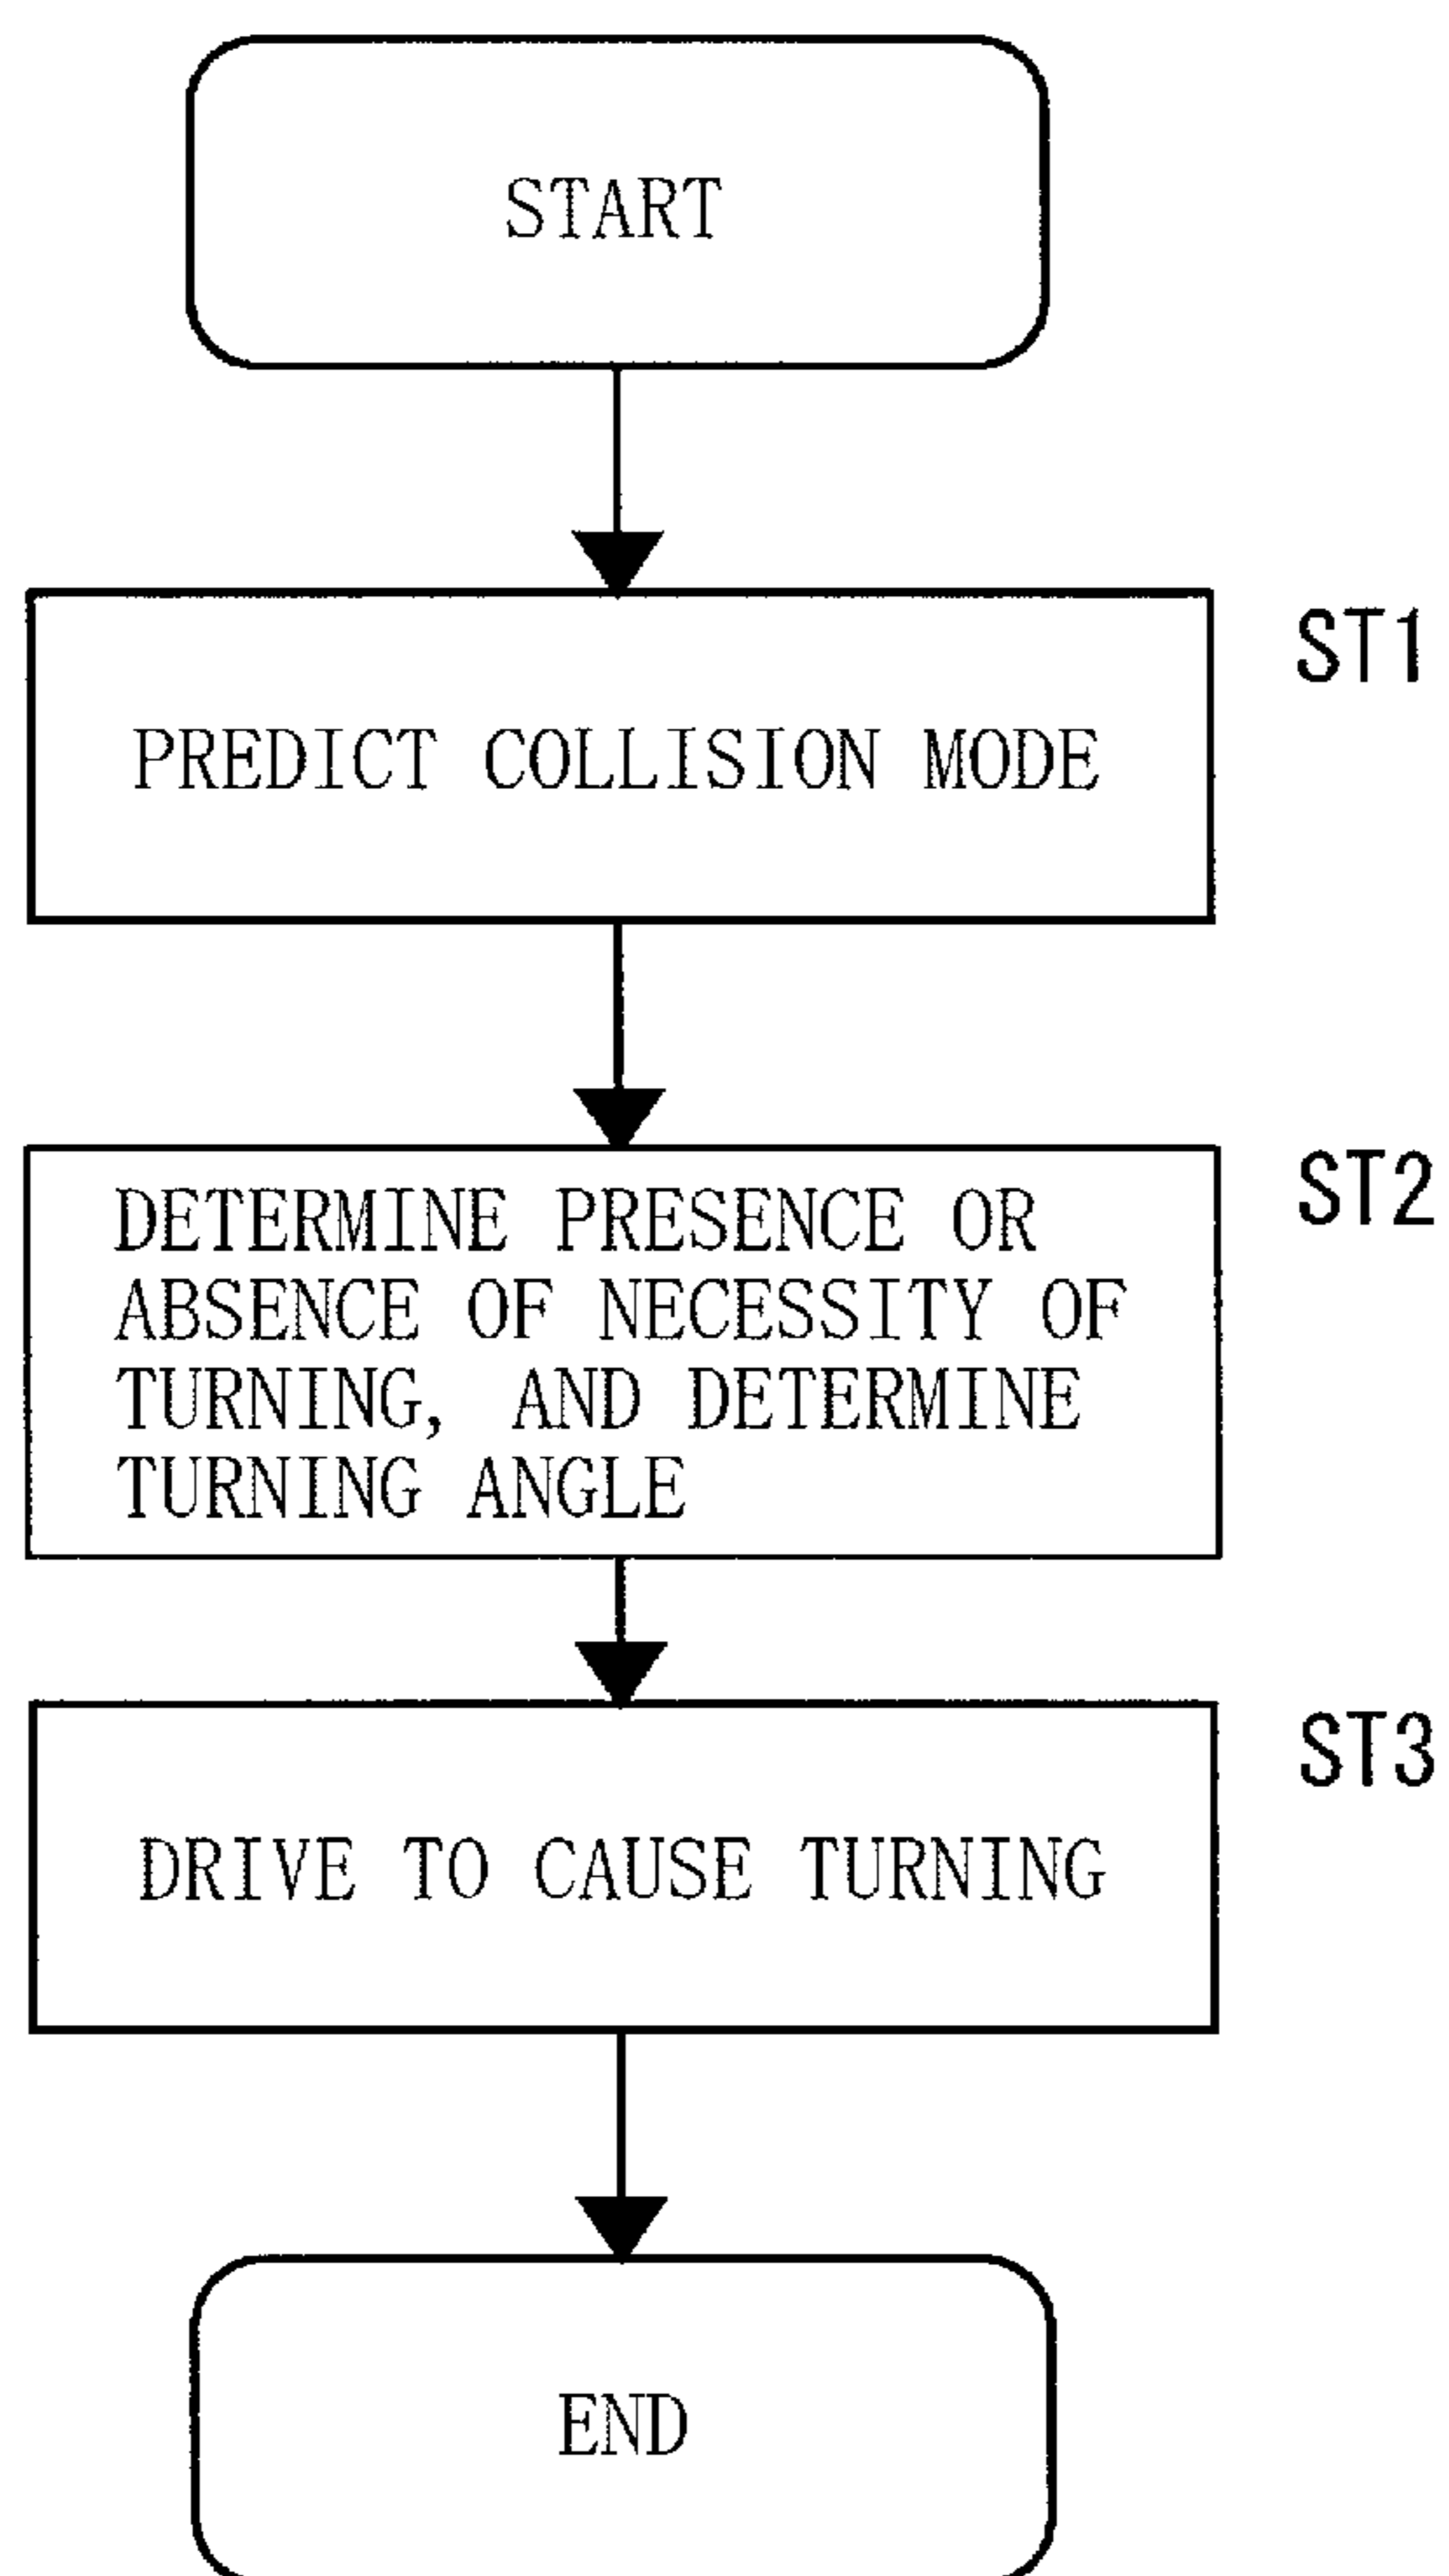 START
ST1
PREDICT COLLISION MODE
ST2
DETERMINE PRESENCE OR
ABSENCE OF NECESSITY OF
TURNING, AND DETERMINE
TURNING ANGLE
ST3
DRIVE TO CAUSE TURNING
END